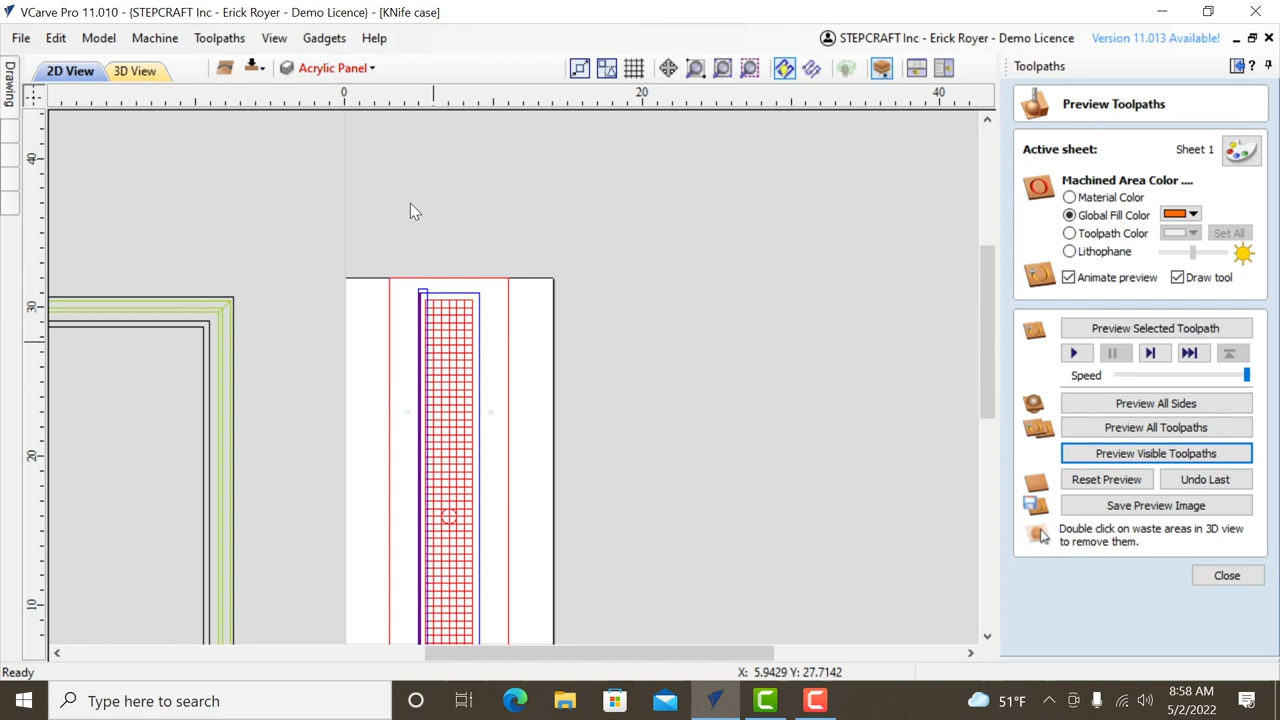 VCarve Pro 11.010 - {STEPCRAFT Inc - Erick Royer - Demo Licence} - [KNife case]
File Edit Model Machine Toolpaths View Gadgets Help
STEPCRAFT Inc - Erick Royer - Demo Licence Version 11.013 Available!
Drawing
2D View 3D View Acrylic Panel
Toolpaths
0 20 40
40
30
20
10
Preview Toolpaths
Active sheet: Sheet 1
Machined Area Color ....
Material Color
Global Fill Color
Toolpath Color Set All
Lithophane
Animate preview Draw tool
Preview Selected Toolpath
Speed
Preview All Sides
Preview All Toolpaths
Preview Visible Toolpaths
Reset Preview Undo Last
Save Preview Image
Double click on waste areas in 3D view
to remove them.
Close
Ready X: 5.9429 Y: 27.7142
Type here to search
51°F
8:58 AM
5/2/2022